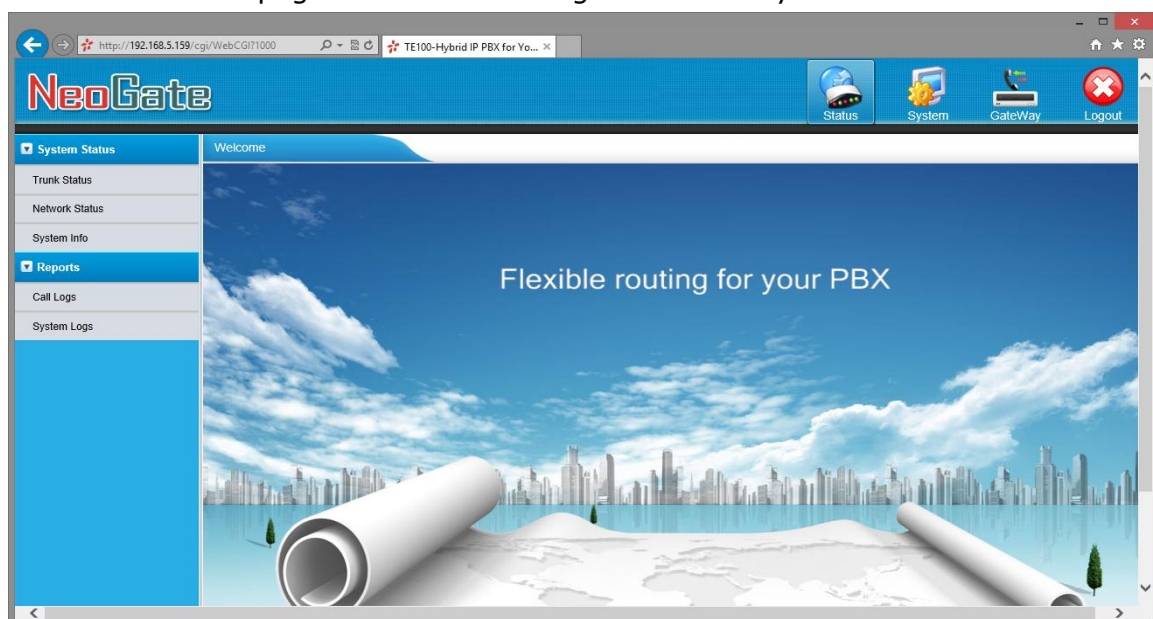 http://192.168.5.159/cgi/WebCGI?1000
TE100-Hybrid IP PBX for Yo...
NeoGate
Status
System
GateWay
Logout
System Status
Welcome
Trunk Status
Network Status
System Info
Reports
Call Logs
System Logs
Flexible routing for your PBX